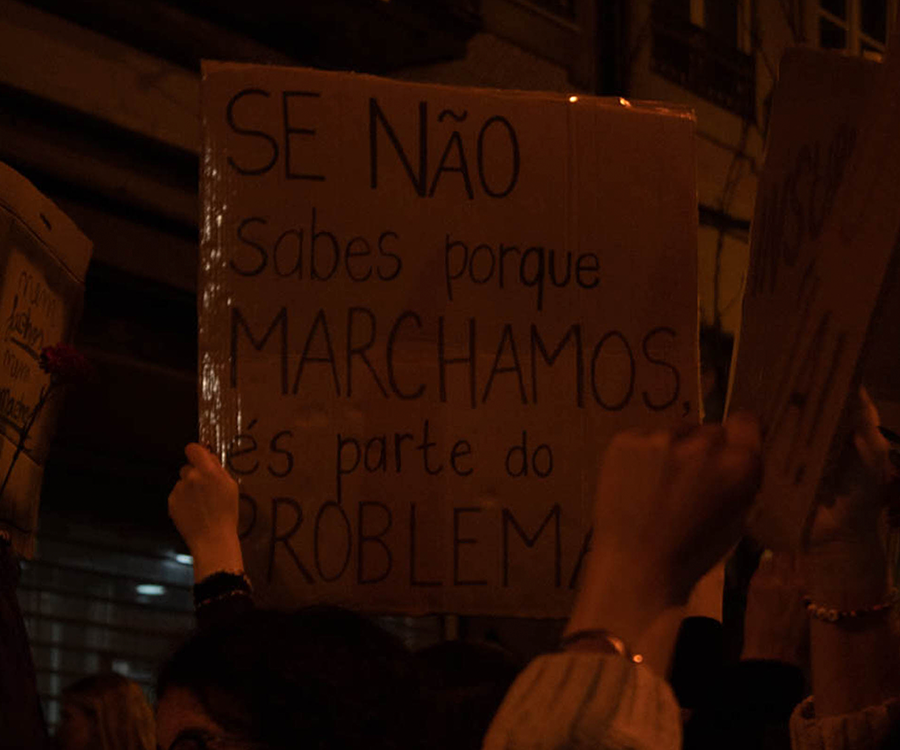 SE NÃO
Sabes porque
MARCHAMOS,
és parte do
PROBLEMA